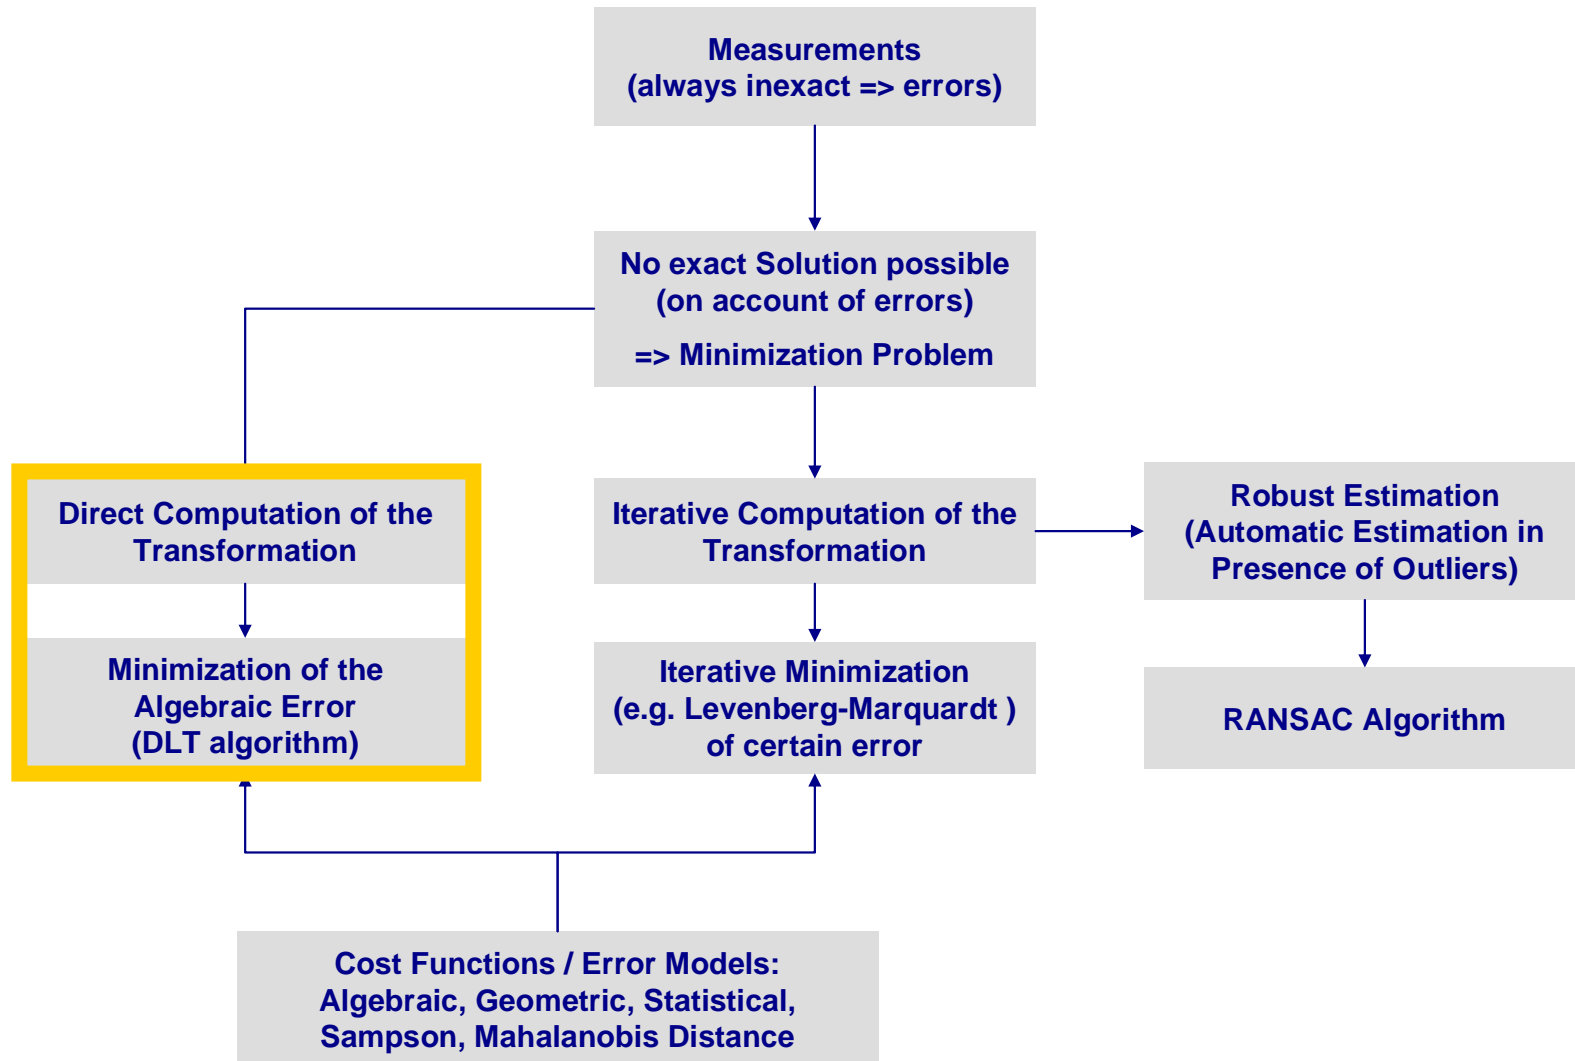 Measurements
(always inexact => errors)
No exact Solution possible
(on account of errors)
=> Minimization Problem
Direct Computation of the
Transformation
Iterative Computation of the
Transformation
Robust Estimation
(Automatic Estimation in
Presence of Outliers)
Minimization of the
Algebraic Error
(DLT algorithm)
Iterative Minimization
(e.g. Levenberg-Marquardt )
of certain error
RANSAC Algorithm
Cost Functions / Error Models:
Algebraic, Geometric, Statistical,
Sampson, Mahalanobis Distance